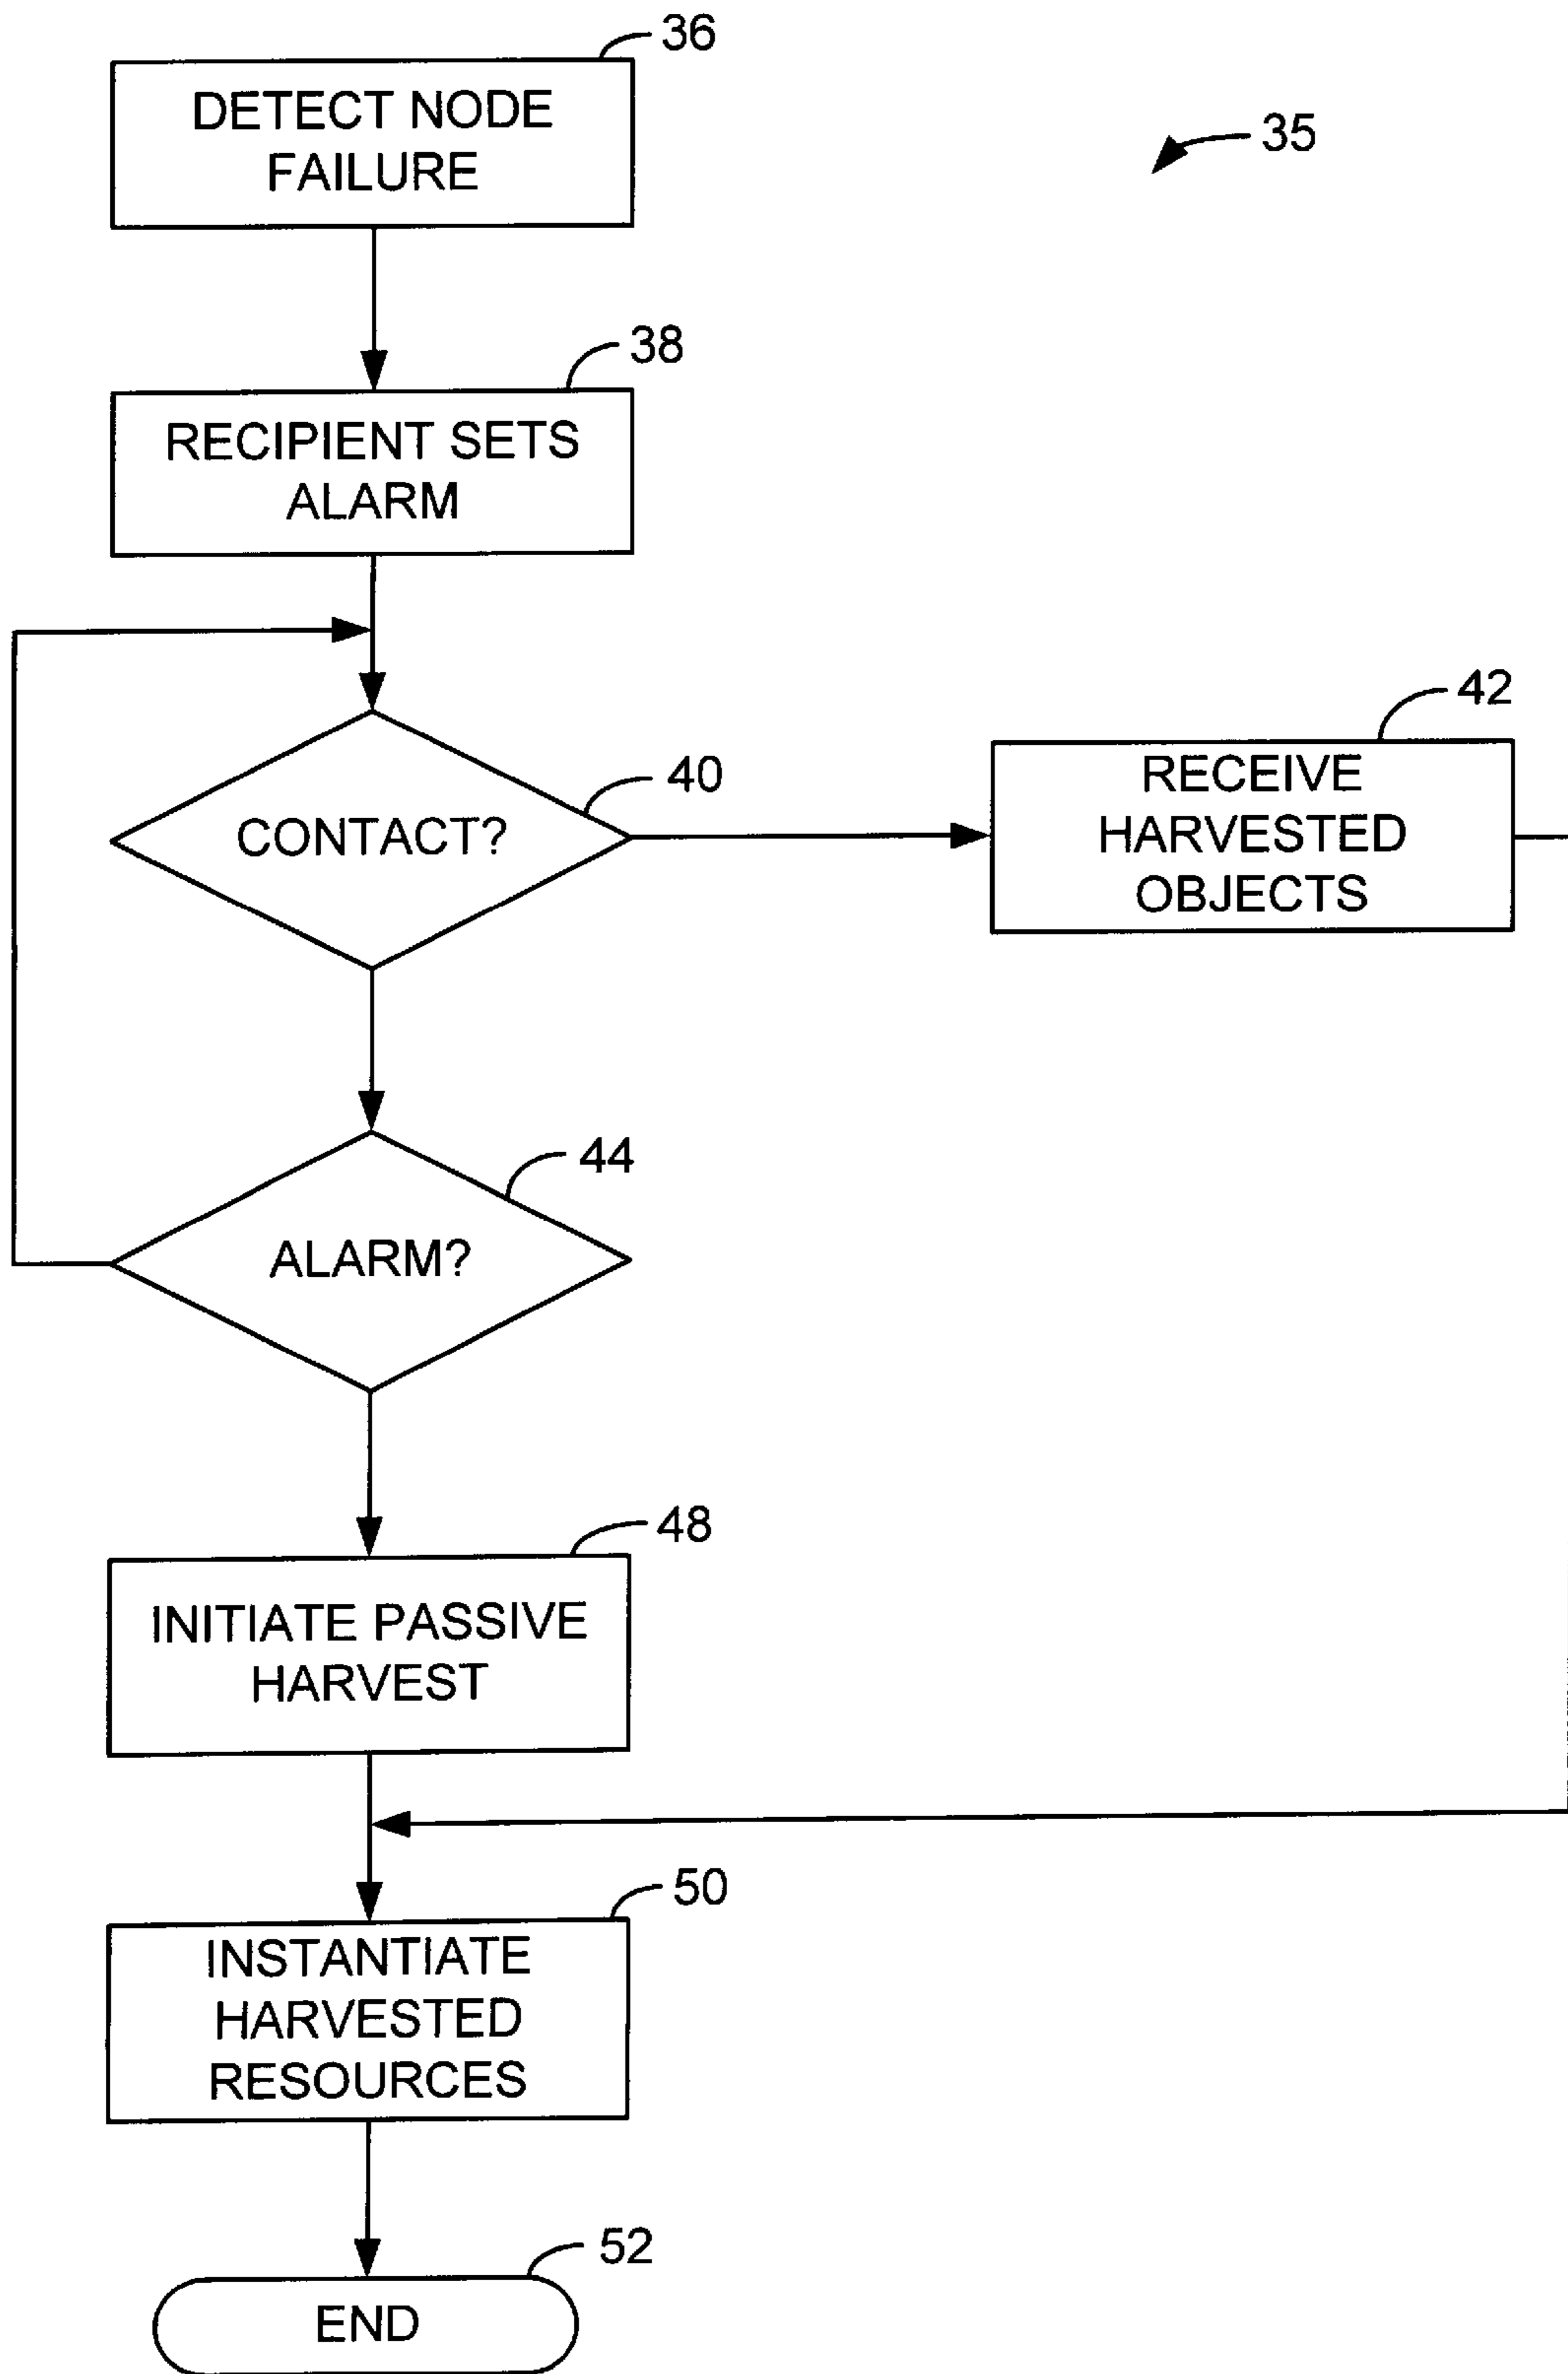 36
DETECT NODE
FAILURE
35
38
RECIPIENT SETS
ALARM
40
CONTACT?
42
RECEIVE
HARVESTED
OBJECTS
44
ALARM?
48
INITIATE PASSIVE
HARVEST
50
INSTANTIATE
HARVESTED
RESOURCES
52
END